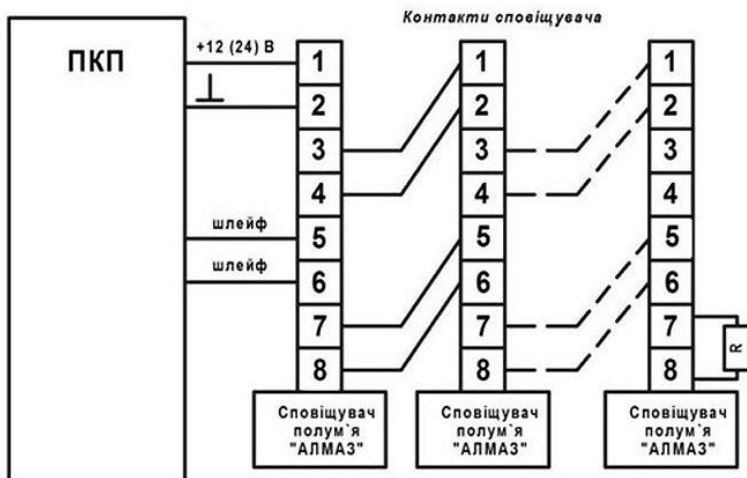 Контакти сповіщувача
ПКП
+12 (24) В
шлейф
шлейф
1
2
3
4
5
6
7
8
1
2
3
4
5
6
7
8
1
2
3
4
5
6
7
8
R
Сповіщувач
полум`я
"АЛМАЗ"
Сповіщувач
полум`я
"АЛМАЗ"
Сповіщувач
полум`я
"АЛМАЗ"